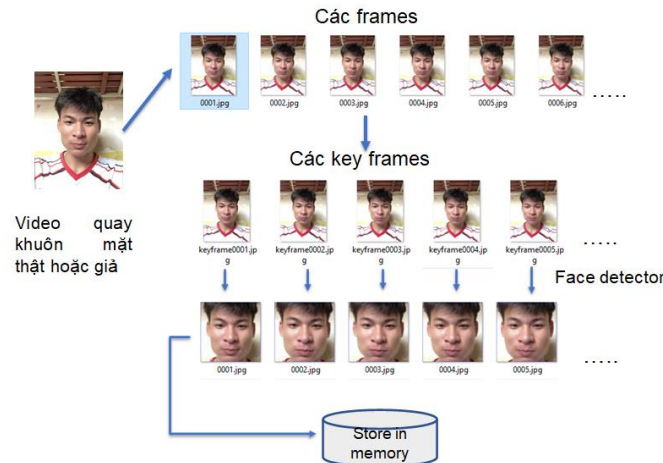 Các frames
0001.jpg
0002.jpg
0003.jpg
0004.jpg
0005.jpg
0006.jpg
.....
Các key frames
Video quay
khuôn mặt
thật hoặc giả
keyframe0001.jp
g
keyframe0002.jp
g
keyframe0003.jp
g
keyframe0004.jp
g
keyframe0005.jp
g
.....
Face detector
0001.jpg
0002.jpg
0003.jpg
0004.jpg
0005.jpg
.....
Store in
memory